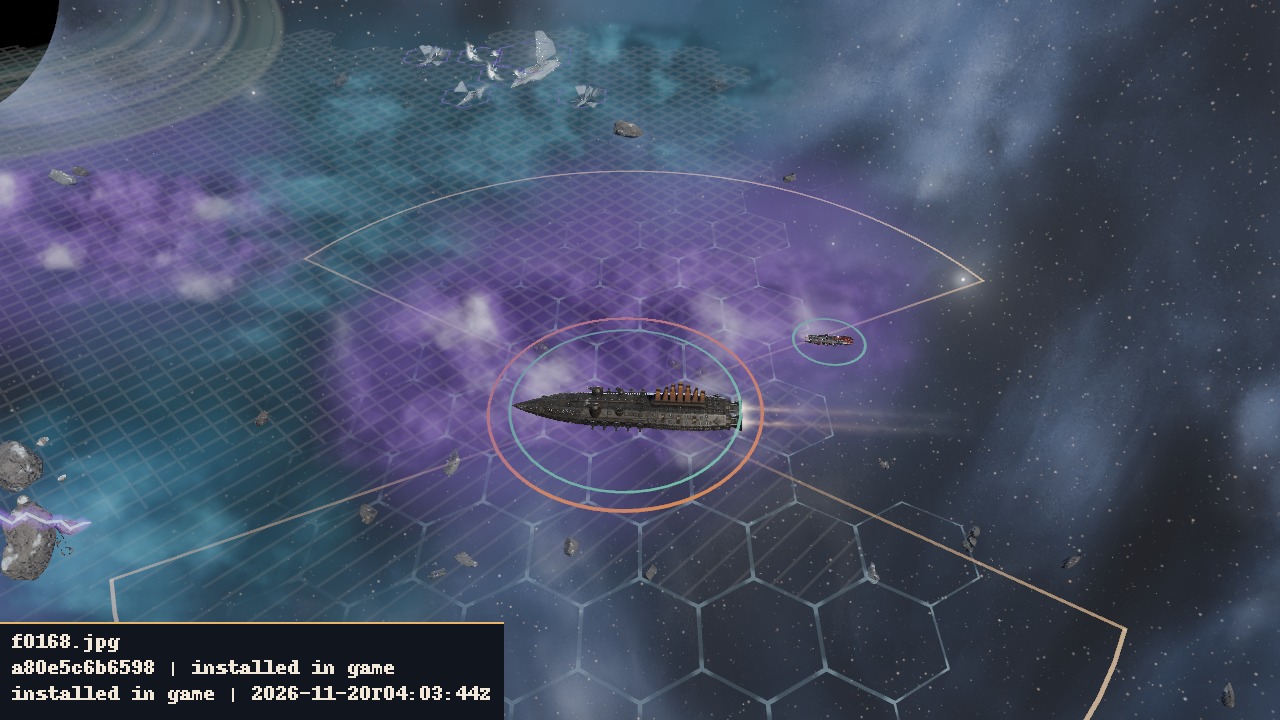 f0168.jpg
a80e5c6b6598 | installed in game
installed in game | 2026-11-20T04:03:44Z